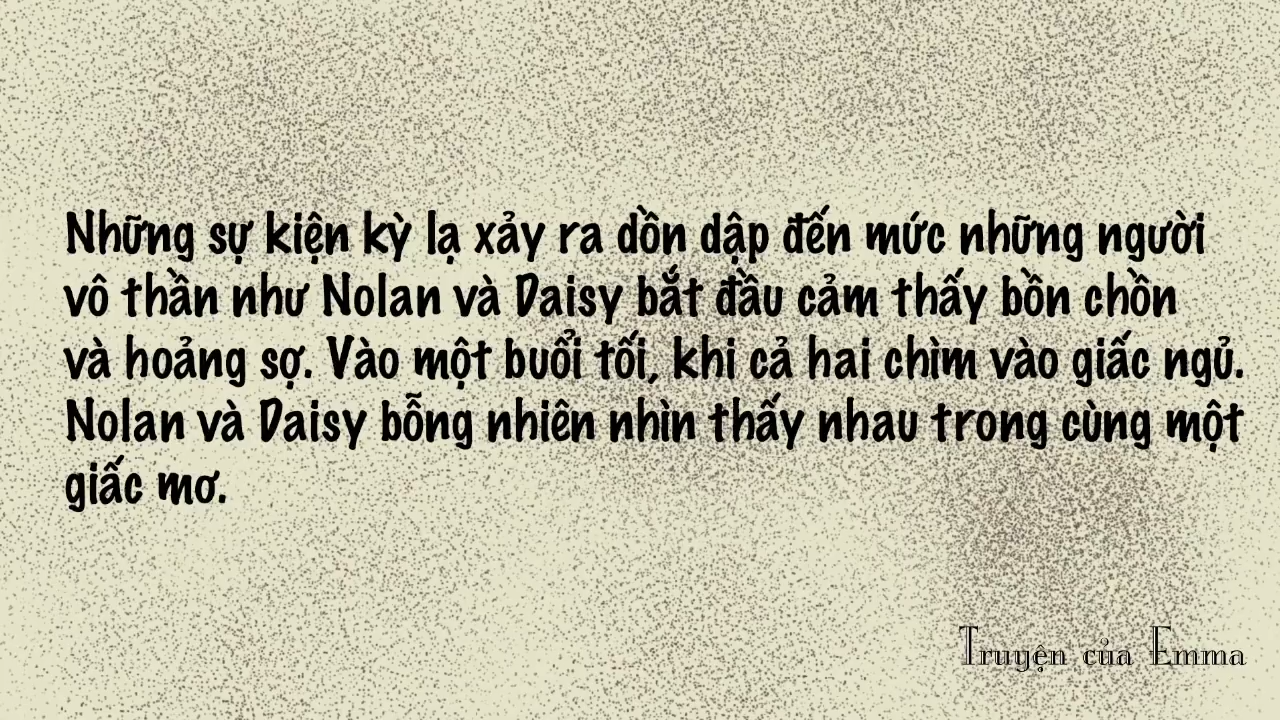 Những sự kiện kỳ lạ xảy ra dồn dập đến mức những người
vô thần như Nolan và Daisy bắt đầu cảm thấy bồn chồn
và hoảng sợ. Vào một buổi tối, khi cả hai chìm vào giấc ngủ.
Nolan và Daisy bỗng nhiên nhìn thấy nhau trong cùng một
giấc mơ.
Truyện của Emma